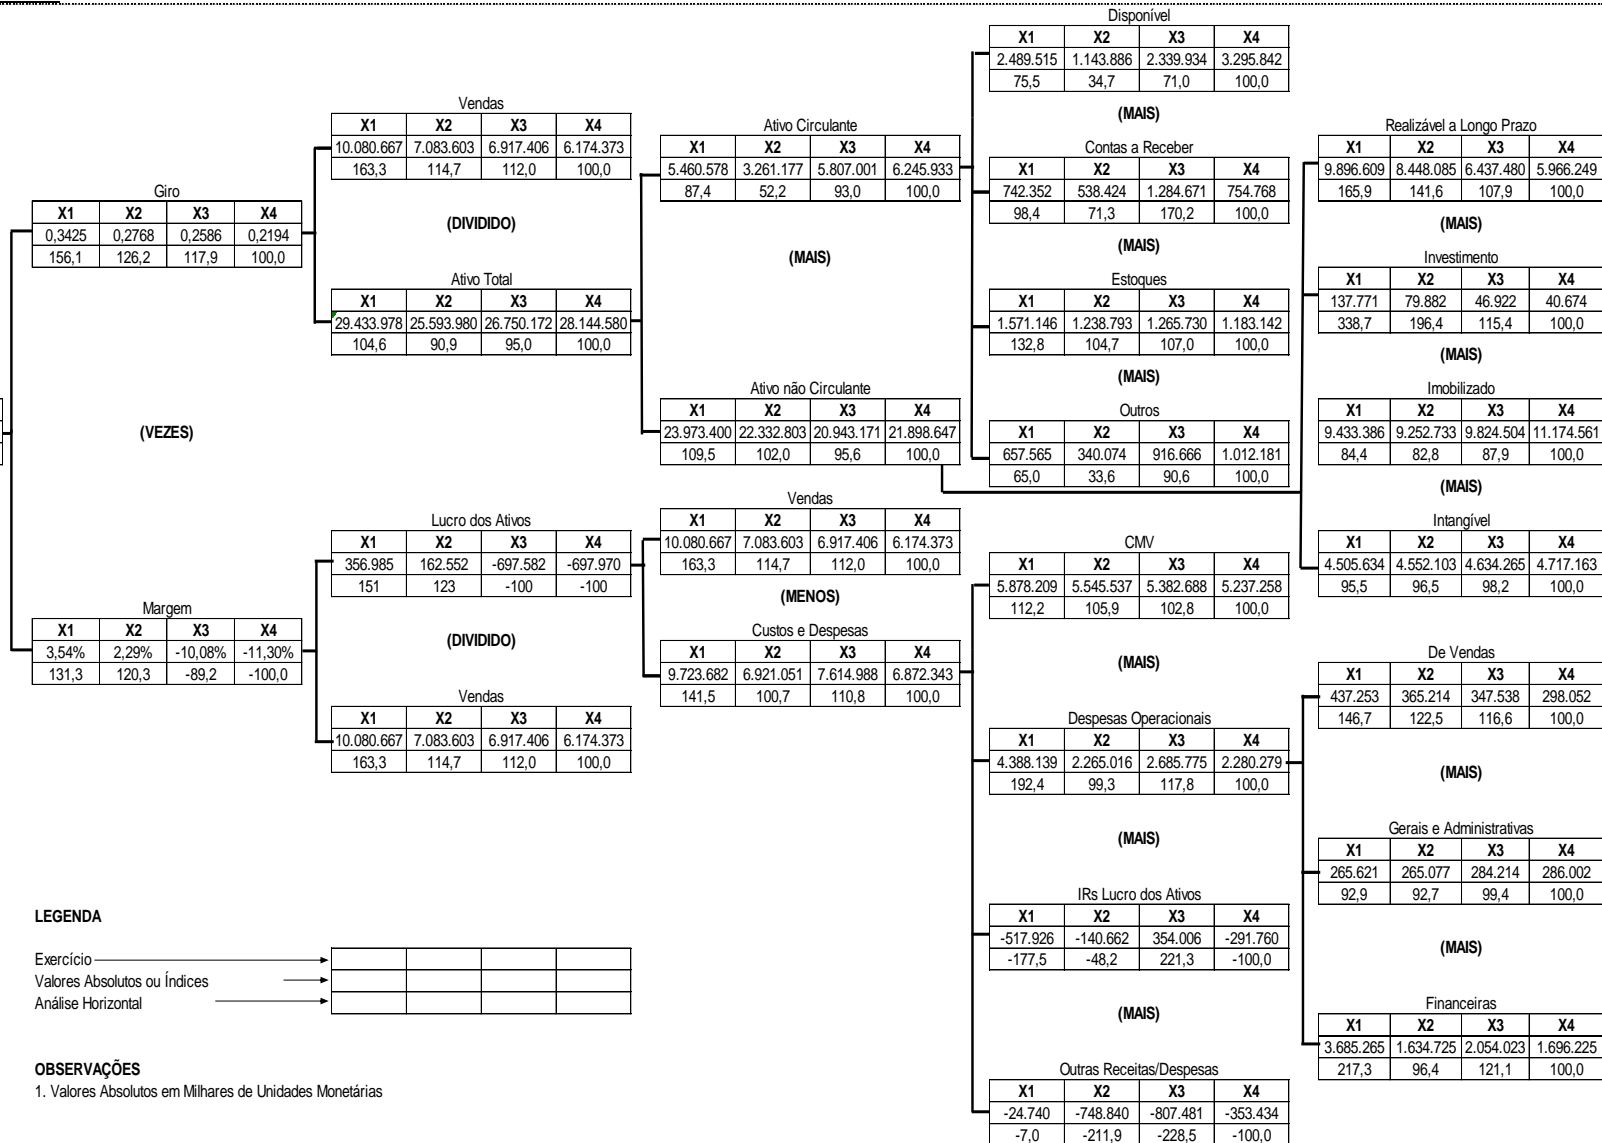 Disponível
X1 X2 X3 X4
2.489.515 1.143.886 2.339.934 3.295.842
75,5 34,7 71,0 100,0
(MAIS)
Vendas
X1 X2 X3 X4
10.080.667 7.083.603 6.917.406 6.174.373
163,3 114,7 112,0 100,0
Ativo Circulante
X1 X2 X3 X4
5.460.578 3.261.177 5.807.001 6.245.933
87,4 52,2 93,0 100,0
Contas a Receber
X1 X2 X3 X4
742.352 538.424 1.284.671 754.768
98,4 71,3 170,2 100,0
Realizável a Longo Prazo
X1 X2 X3 X4
9.896.609 8.448.085 6.437.480 5.966.249
165,9 141,6 107,9 100,0
Giro
X1 X2 X3 X4
0,3425 0,2768 0,2586 0,2194
156,1 126,2 117,9 100,0
(DIVIDIDO)
(MAIS)
(MAIS)
(MAIS)
Ativo Total
X1 X2 X3 X4
29.433.978 25.593.980 26.750.172 28.144.580
104,6 90,9 95,0 100,0
Estoques
X1 X2 X3 X4
1.571.146 1.238.793 1.265.730 1.183.142
132,8 104,7 107,0 100,0
Investimento
X1 X2 X3 X4
137.771 79.882 46.922 40.674
338,7 196,4 115,4 100,0
(MAIS)
(MAIS)
(VEZES)
Ativo não Circulante
X1 X2 X3 X4
23.973.400 22.332.803 20.943.171 21.898.647
109,5 102,0 95,6 100,0
Outros
X1 X2 X3 X4
657.565 340.074 916.666 1.012.181
65,0 33,6 90,6 100,0
Imobilizado
X1 X2 X3 X4
9.433.386 9.252.733 9.824.504 11.174.561
84,4 82,8 87,9 100,0
(MAIS)
Lucro dos Ativos
X1 X2 X3 X4
356.985 162.552 -697.582 -697.970
151 123 -100 -100
Vendas
X1 X2 X3 X4
10.080.667 7.083.603 6.917.406 6.174.373
163,3 114,7 112,0 100,0
(MENOS)
CMV
X1 X2 X3 X4
5.878.209 5.545.537 5.382.688 5.237.258
112,2 105,9 102,8 100,0
Intangível
X1 X2 X3 X4
4.505.634 4.552.103 4.634.265 4.717.163
95,5 96,5 98,2 100,0
Margem
X1 X2 X3 X4
3,54% 2,29% -10,08% -11,30%
131,3 120,3 -89,2 -100,0
(DIVIDIDO)
Custos e Despesas
X1 X2 X3 X4
9.723.682 6.921.051 7.614.988 6.872.343
141,5 100,7 110,8 100,0
(MAIS)
De Vendas
X1 X2 X3 X4
437.253 365.214 347.538 298.052
146,7 122,5 116,6 100,0
Vendas
X1 X2 X3 X4
10.080.667 7.083.603 6.917.406 6.174.373
163,3 114,7 112,0 100,0
Despesas Operacionais
X1 X2 X3 X4
4.388.139 2.265.016 2.685.775 2.280.279
192,4 99,3 117,8 100,0
(MAIS)
(MAIS)
Gerais e Administrativas
X1 X2 X3 X4
265.621 265.077 284.214 286.002
92,9 92,7 99,4 100,0
IRs Lucro dos Ativos
X1 X2 X3 X4
-517.926 -140.662 354.006 -291.760
-177,5 -48,2 221,3 -100,0
(MAIS)
LEGENDA
Exercício
Valores Absolutos ou Índices
Análise Horizontal
(MAIS)
Financeiras
X1 X2 X3 X4
3.685.265 1.634.725 2.054.023 1.696.225
217,3 96,4 121,1 100,0
OBSERVAÇÕES
1. Valores Absolutos em Milhares de Unidades Monetárias
Outras Receitas/Despesas
X1 X2 X3 X4
-24.740 -748.840 -807.481 -353.434
-7,0 -211,9 -228,5 -100,0